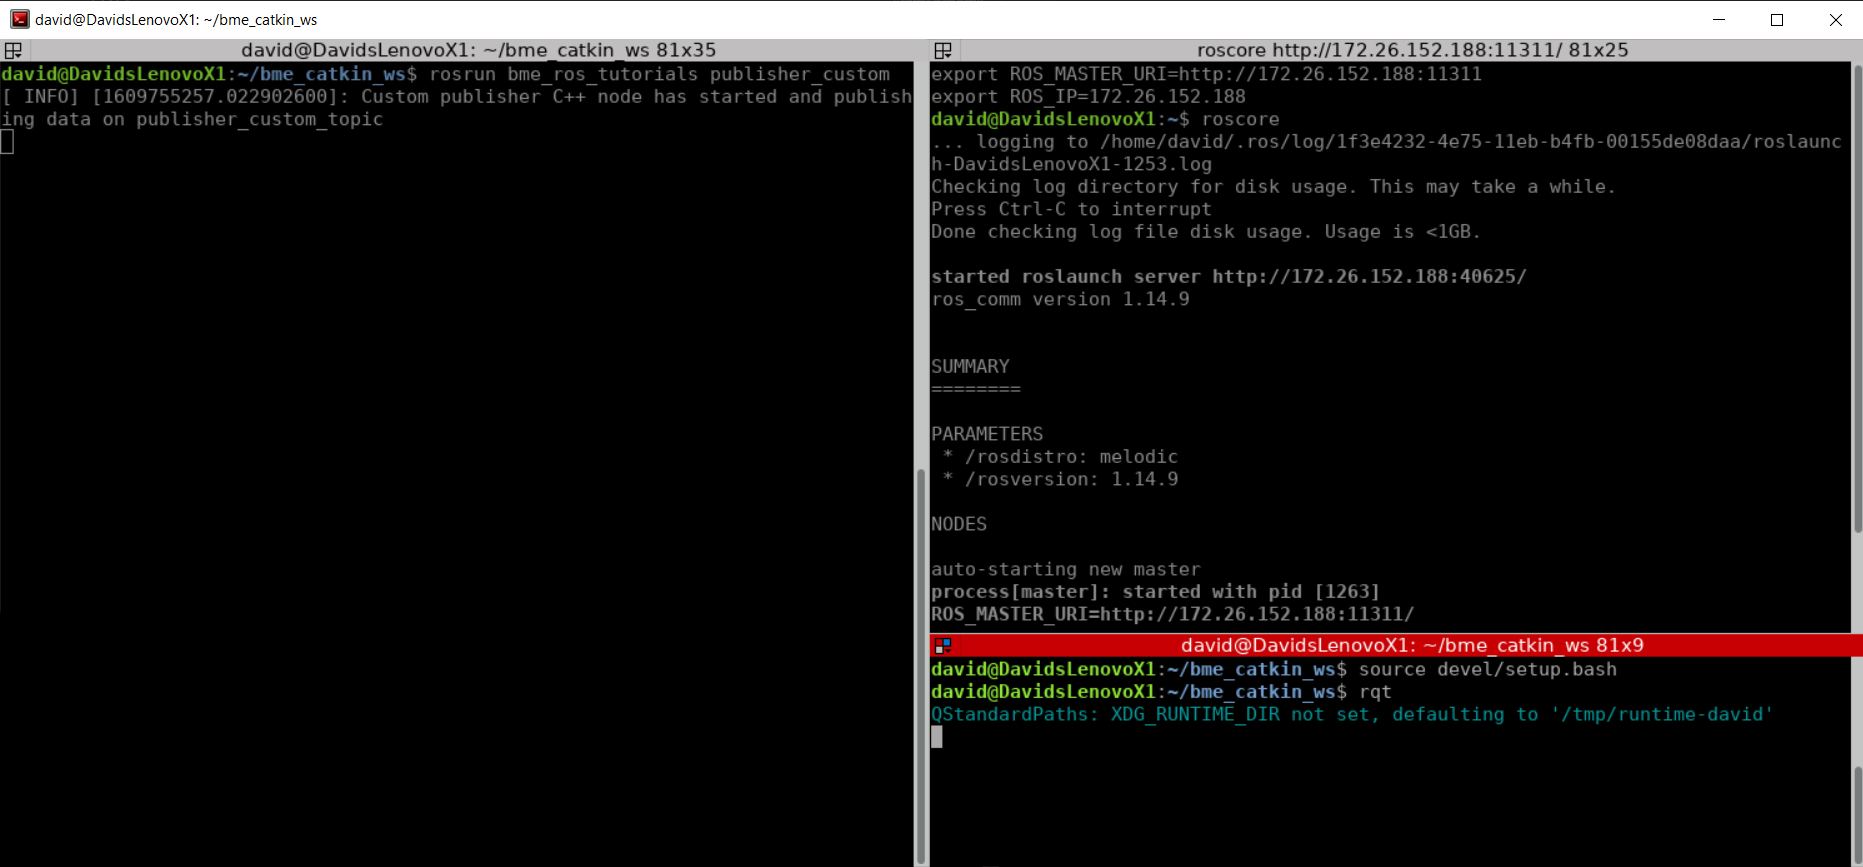 david@DavidsLenovoX1: ~/bme_catkin_ws
david@DavidsLenovoX1: ~/bme_catkin_ws 81x35
david@DavidsLenovoX1:~/bme_catkin_ws$ rosrun bme_ros_tutorials publisher_custom
[ INFO] [1609755257.022902600]: Custom publisher C++ node has started and publish
ing data on publisher_custom_topic
roscore http://172.26.152.188:11311/ 81x25
export ROS_MASTER_URI=http://172.26.152.188:11311
export ROS_IP=172.26.152.188
david@DavidsLenovoX1:~$ roscore
... logging to /home/david/.ros/log/1f3e4232-4e75-11eb-b4fb-00155de08daa/roslaunc
h-DavidsLenovoX1-1253.log
Checking log directory for disk usage. This may take a while.
Press Ctrl-C to interrupt
Done checking log file disk usage. Usage is <1GB.
started roslaunch server http://172.26.152.188:40625/
ros_comm version 1.14.9
SUMMARY
========
PARAMETERS
 * /rosdistro: melodic
 * /rosversion: 1.14.9
NODES
auto-starting new master
process[master]: started with pid [1263]
ROS_MASTER_URI=http://172.26.152.188:11311/
david@DavidsLenovoX1: ~/bme_catkin_ws 81x9
david@DavidsLenovoX1:~/bme_catkin_ws$ source devel/setup.bash
david@DavidsLenovoX1:~/bme_catkin_ws$ rqt
QStandardPaths: XDG_RUNTIME_DIR not set, defaulting to '/tmp/runtime-david'